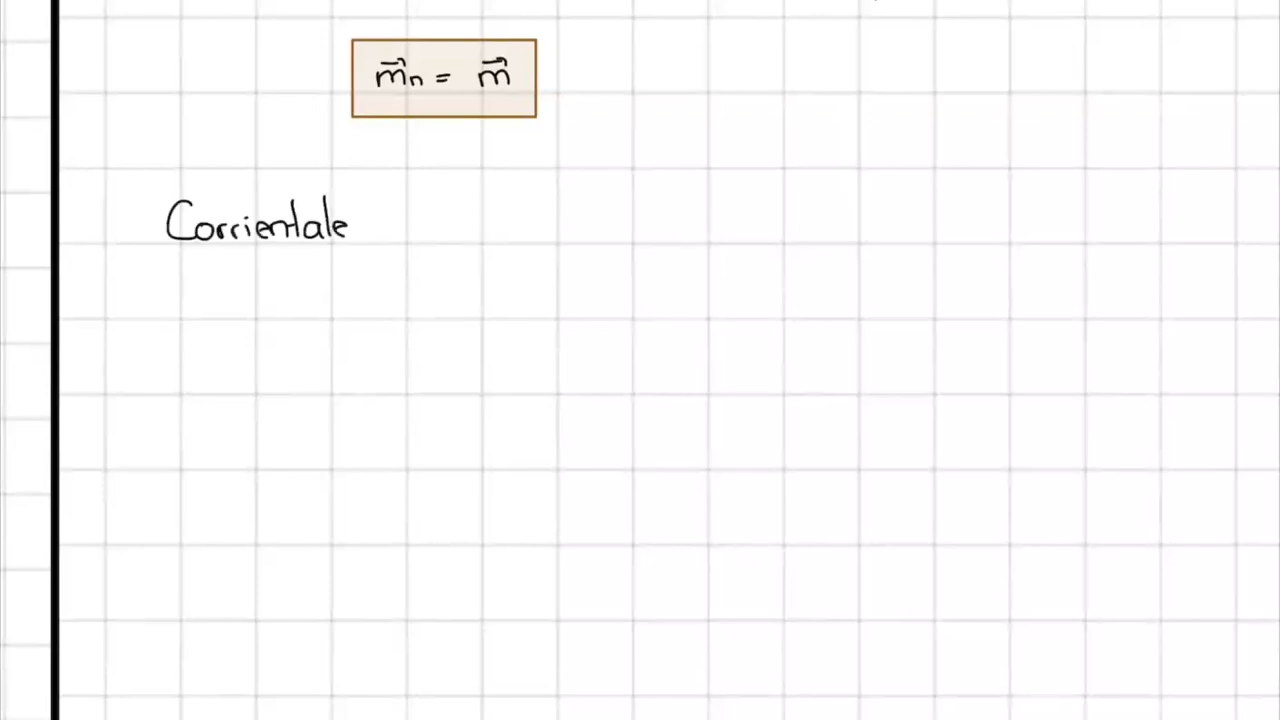 m⃗ₙ = m⃗
Corrientale